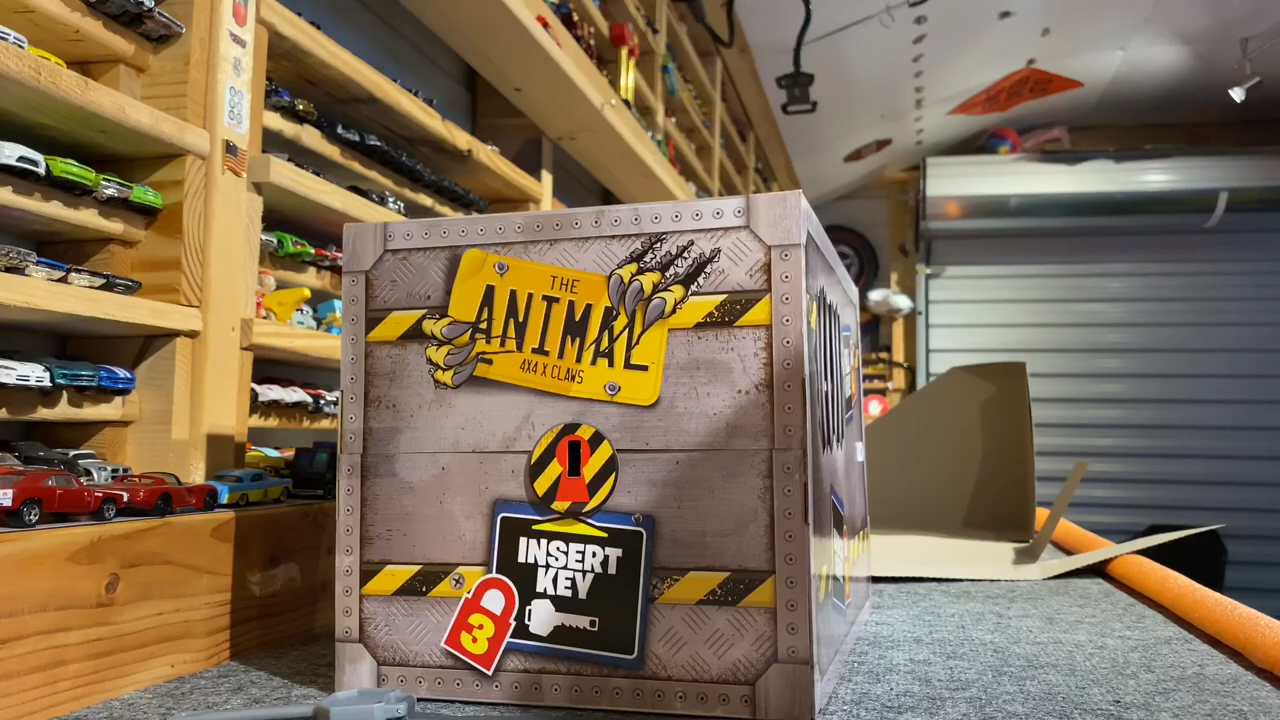 THE
ANIMAL
4X4 X CLAWS
INSERT
KEY
3